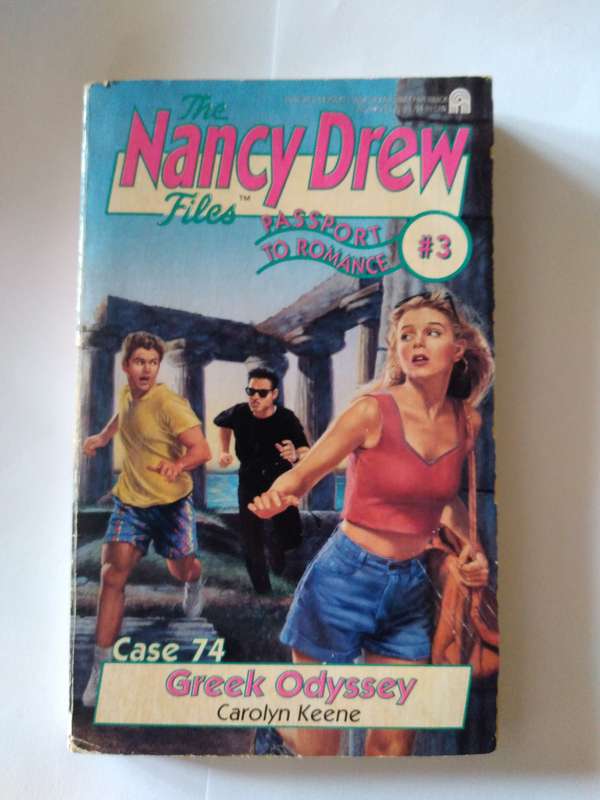 The
Nancy Drew
Files™
PASSPORT
TO ROMANCE
#3
Case 74
Greek Odyssey
Carolyn Keene